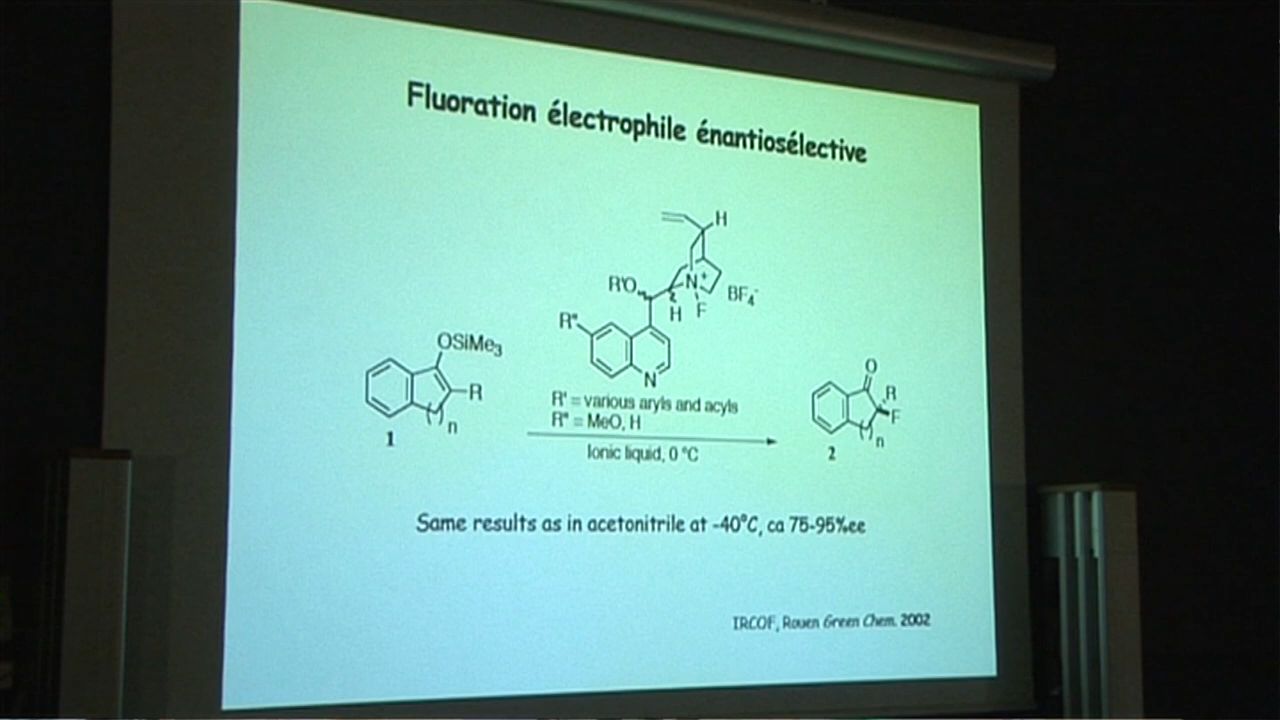 Fluoration électrophile énantiosélective
H
R'O
N+
BF4-
H
F
R"
N
OSiMe3
R
( )n
1
R' = various aryls and acyls
R" = MeO, H
Ionic liquid, 0 °C
O
R
F
( )n
2
Same results as in acetonitrile at -40°C, ca 75-95%ee
IRCOF, Rouen Green Chem. 2002